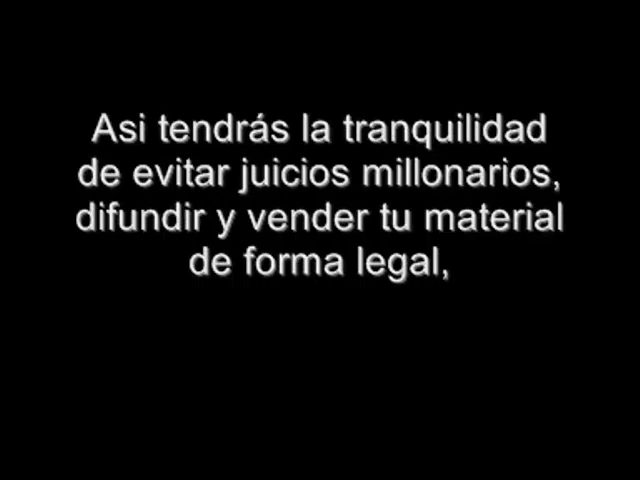 Asi tendrás la tranquilidad
de evitar juicios millonarios,
difundir y vender tu material
de forma legal,